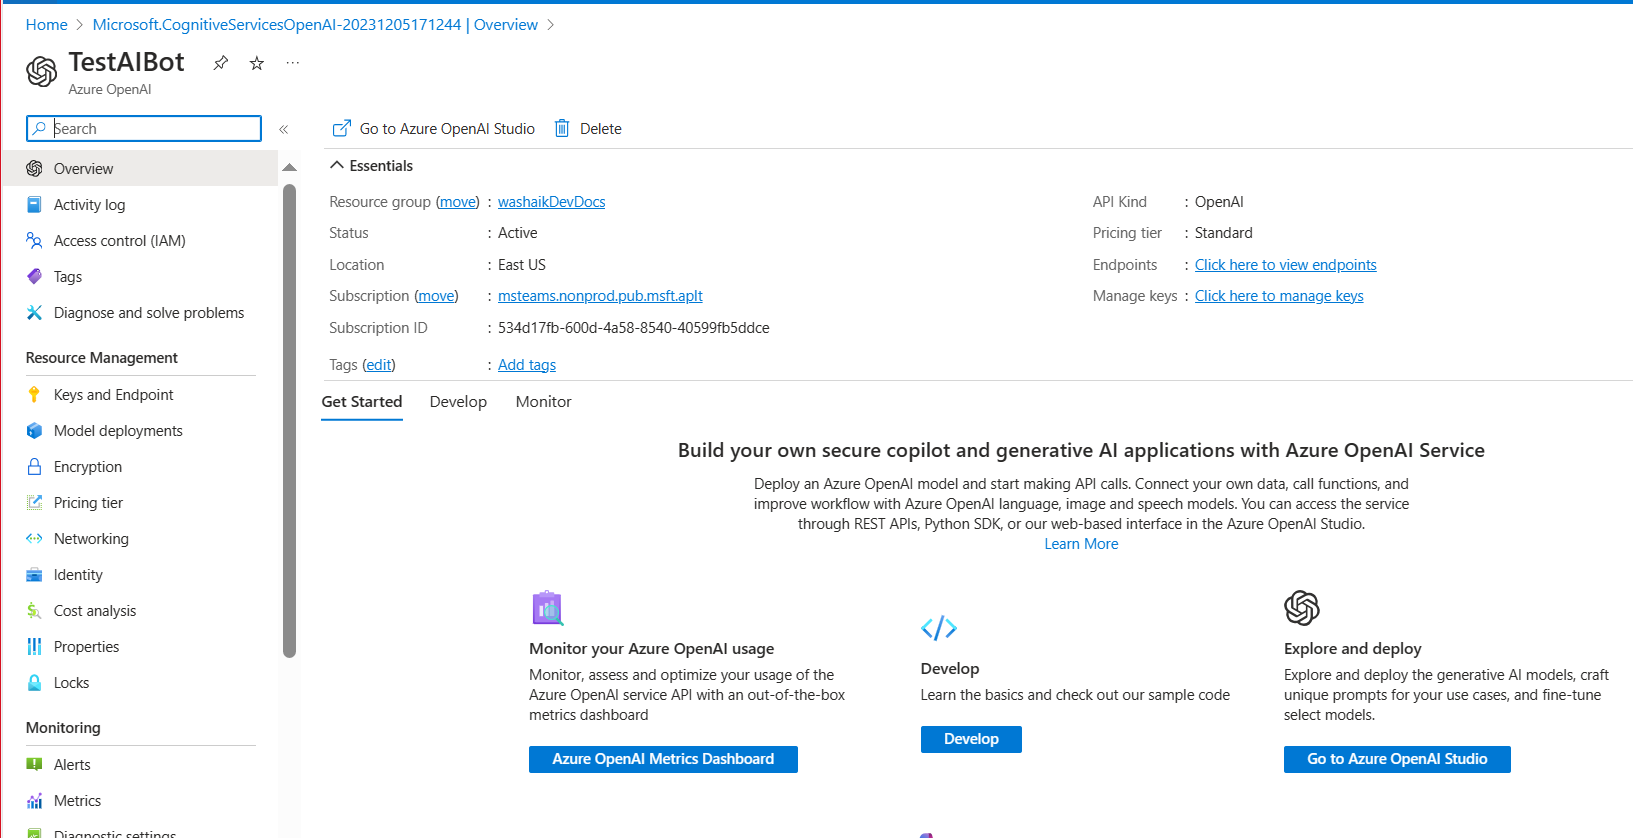 Home > Microsoft.CognitiveServicesOpenAI-20231205171244 | Overview >
TestAIBot
Azure OpenAI
Search
Overview
Activity log
Access control (IAM)
Tags
Diagnose and solve problems
Resource Management
Keys and Endpoint
Model deployments
Encryption
Pricing tier
Networking
Identity
Cost analysis
Properties
Locks
Monitoring
Alerts
Metrics
Diagnostic settings
Go to Azure OpenAI Studio
Delete
Essentials
Resource group (move) : washaikDevDocs
Status : Active
Location : East US
Subscription (move) : msteams.nonprod.pub.msft.aplt
Subscription ID : 534d17fb-600d-4a58-8540-40599fb5ddce
Tags (edit) : Add tags
API Kind : OpenAI
Pricing tier : Standard
Endpoints : Click here to view endpoints
Manage keys : Click here to manage keys
Get Started
Develop
Monitor
Build your own secure copilot and generative AI applications with Azure OpenAI Service
Deploy an Azure OpenAI model and start making API calls. Connect your own data, call functions, and
improve workflow with Azure OpenAI language, image and speech models. You can access the service
through REST APIs, Python SDK, or our web-based interface in the Azure OpenAI Studio.
Learn More
Monitor your Azure OpenAI usage
Monitor, assess and optimize your usage of the
Azure OpenAI service API with an out-of-the-box
metrics dashboard
Azure OpenAI Metrics Dashboard
Develop
Learn the basics and check out our sample code
Develop
Explore and deploy
Explore and deploy the generative AI models, craft
unique prompts for your use cases, and fine-tune
select models.
Go to Azure OpenAI Studio